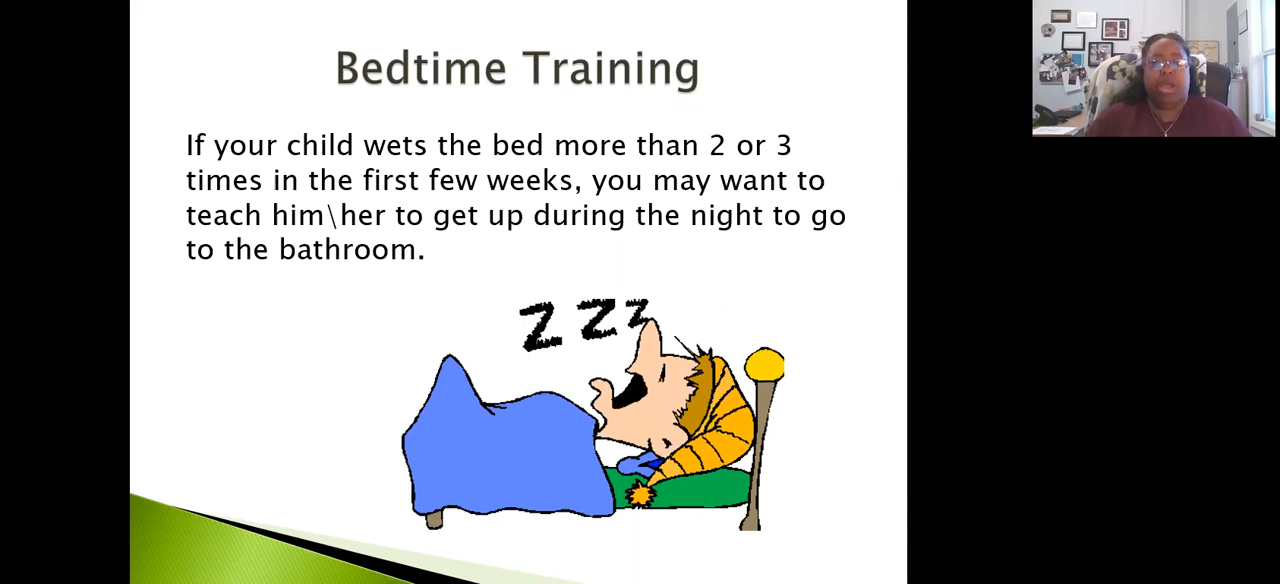 Bedtime Training
If your child wets the bed more than 2 or 3
times in the first few weeks, you may want to
teach him\her to get up during the night to go
to the bathroom.
Z Z Z